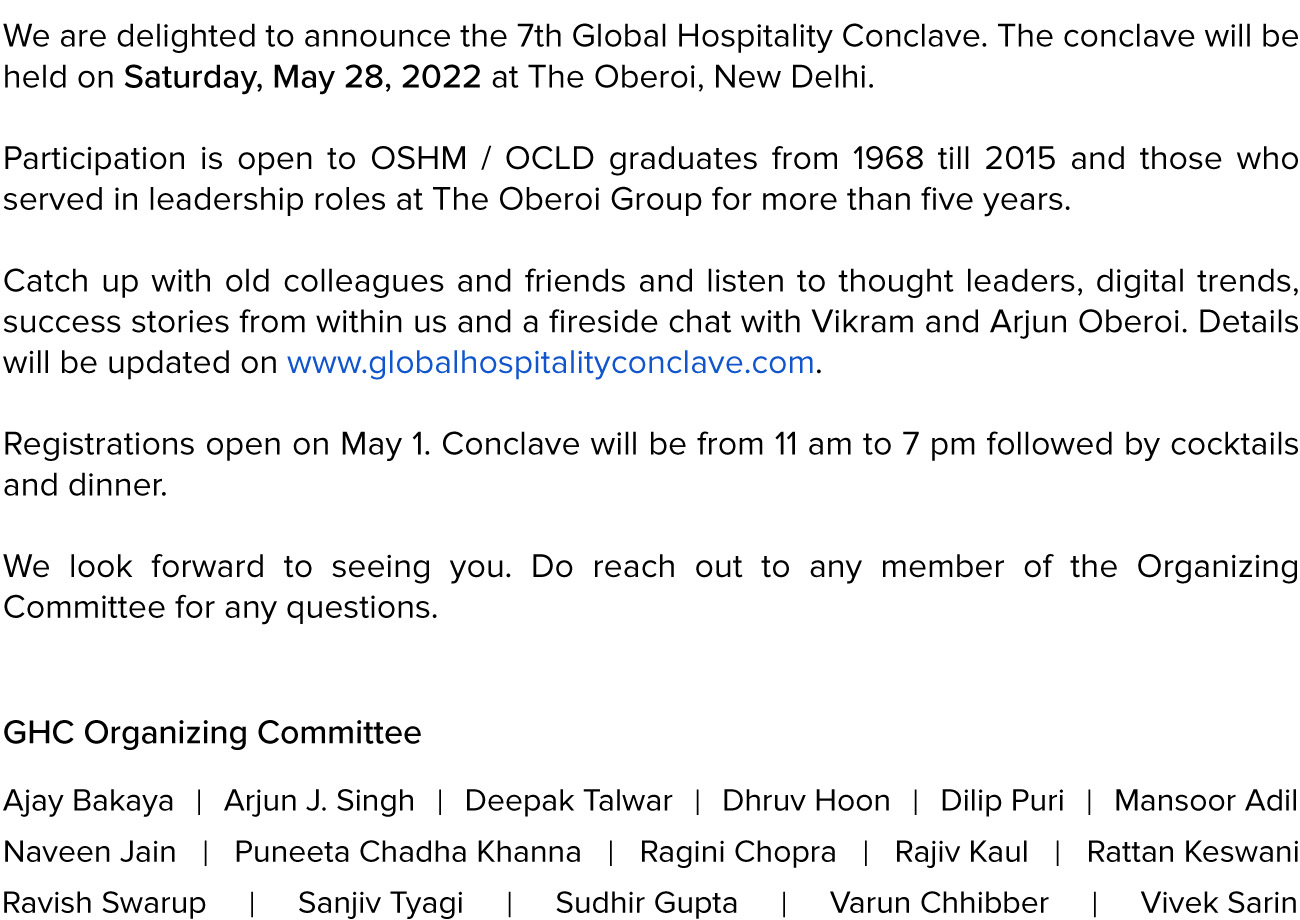 We are delighted to announce the 7th Global Hospitality Conclave. The conclave will be
held on Saturday, May 28, 2022 at The Oberoi, New Delhi.
Participation is open to OSHM / OCLD graduates from 1968 till 2015 and those who
served in leadership roles at The Oberoi Group for more than five years.
Catch up with old colleagues and friends and listen to thought leaders, digital trends,
success stories from within us and a fireside chat with Vikram and Arjun Oberoi. Details
will be updated on www.globalhospitalityconclave.com.
Registrations open on May 1. Conclave will be from 11 am to 7 pm followed by cocktails
and dinner.
We look forward to seeing you. Do reach out to any member of the Organizing
Committee for any questions.
GHC Organizing Committee
Ajay Bakaya | Arjun J. Singh | Deepak Talwar | Dhruv Hoon | Dilip Puri | Mansoor Adil
Naveen Jain | Puneeta Chadha Khanna | Ragini Chopra | Rajiv Kaul | Rattan Keswani
Ravish Swarup | Sanjiv Tyagi | Sudhir Gupta | Varun Chhibber | Vivek Sarin